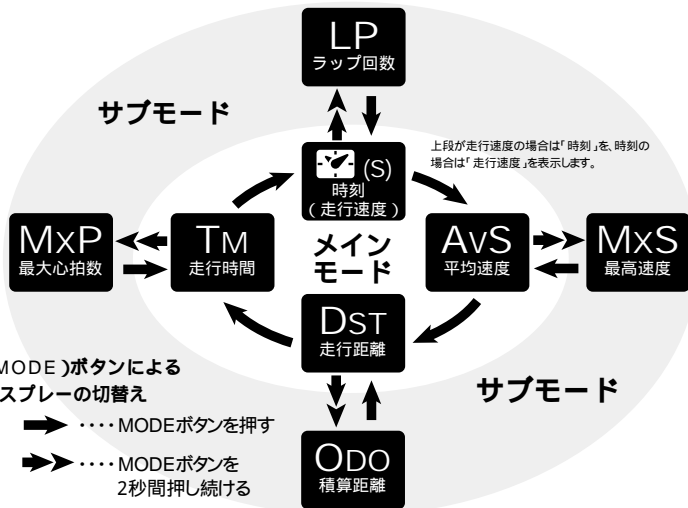 LP
ラップ回数
サブモード
上段が走行速度の場合は「時刻」を、時刻の
場合は「走行速度」を表示します。
(S)
時刻
(走行速度)
MXP
最大心拍数
TM
走行時間
メイン
モード
AVS
平均速度
MXS
最高速度
DST
走行距離
MODE)ボタンによる
スプレーの切替え
サブモード
････MODEボタンを押す
････MODEボタンを
2秒間押し続ける
ODO
積算距離